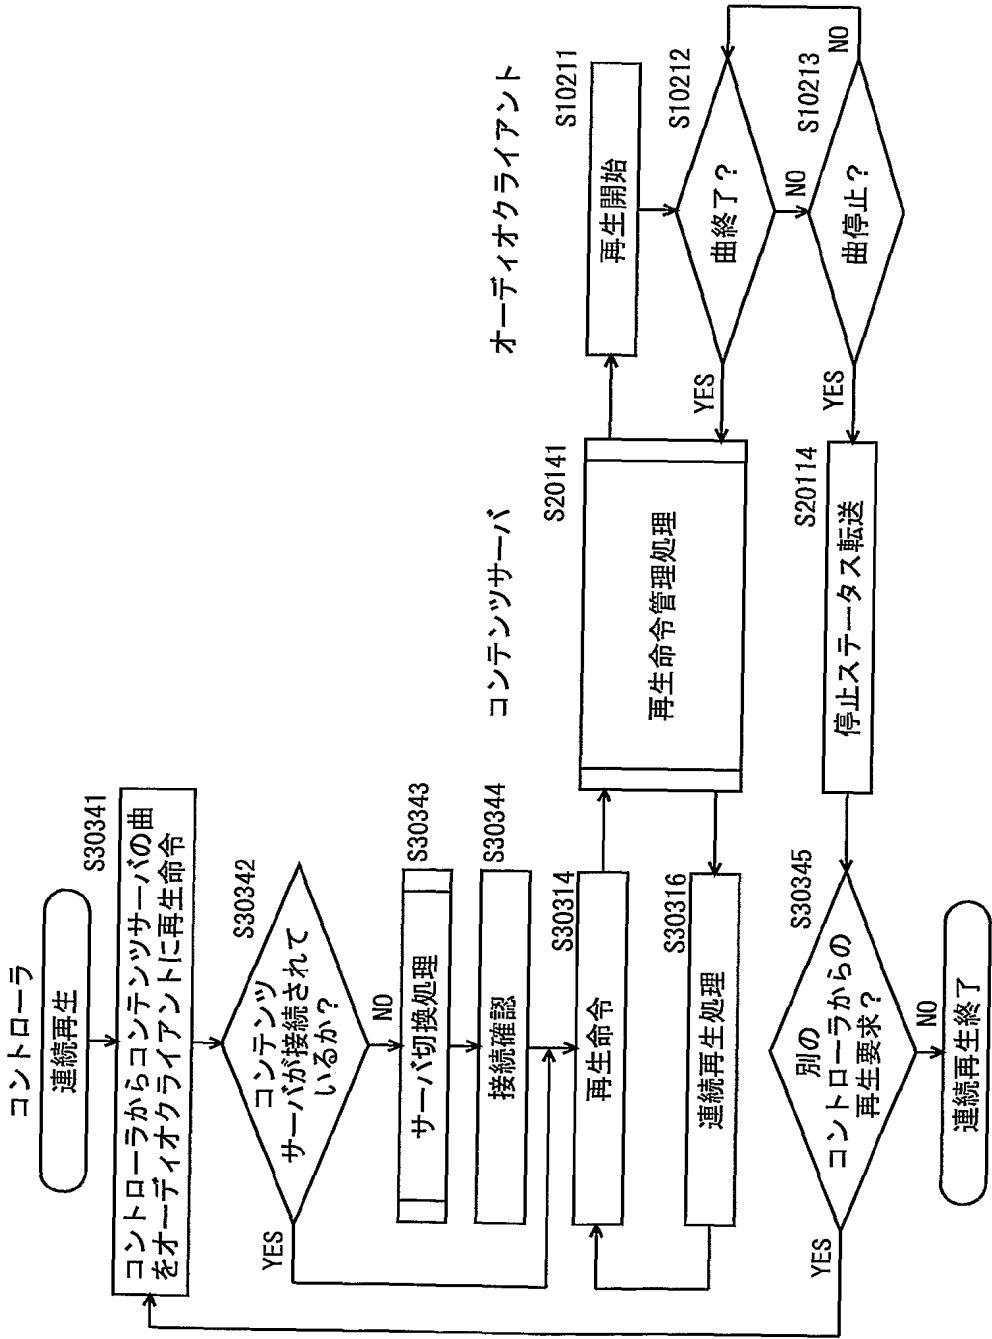 コントローラ
連続再生
S30341
コントローラからコンテンツサーバの曲
をオーディオクライアントに再生命令
S30342
コンテンツ
サーバが接続されて
いるか？
YES
NO
S30343
サーバ切換処理
S30344
接続確認
S30314
再生命令
S30316
連続再生処理
S30345
別の
コントローラからの
再生要求？
YES
NO
連続再生終了
コンテンツサーバ
S20141
再生命令管理処理
S20114
停止ステータス転送
オーディオクライアント
S10211
再生開始
S10212
曲終了？
YES
NO
S10213
曲停止？
YES
NO